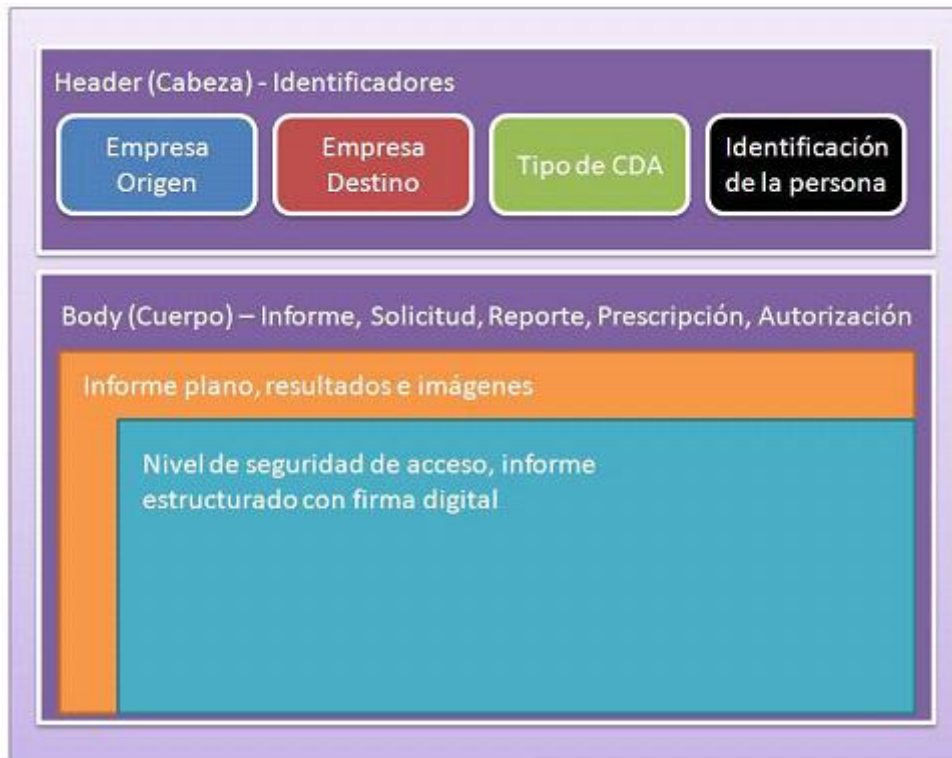 Header (Cabeza) - Identificadores
Empresa
Origen
Empresa
Destino
Tipo de CDA
Identificación
de la persona
Body (Cuerpo) – Informe, Solicitud, Reporte, Prescripción, Autorización
Informe plano, resultados e imágenes
Nivel de seguridad de acceso, informe
estructurado con firma digital